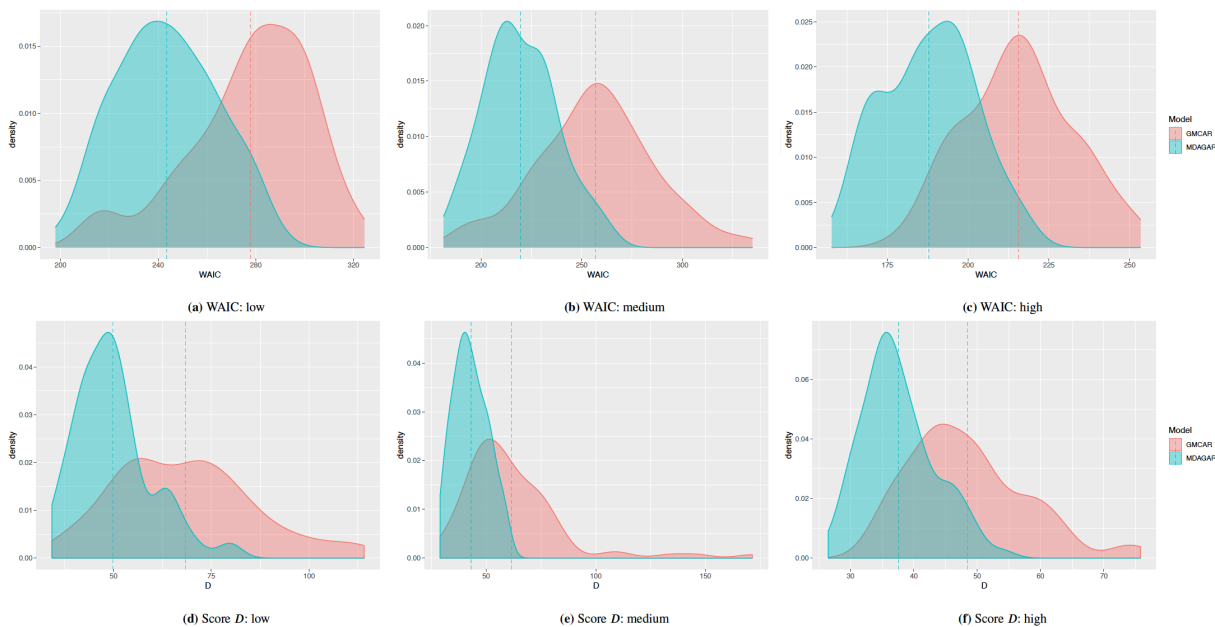 0.015
0.010
0.005
0.000
density
200
240
280
320
WAIC
(a) WAIC: low
0.020
0.015
0.010
0.005
0.000
density
200
250
300
WAIC
(b) WAIC: medium
0.025
0.020
0.015
0.010
0.005
0.000
density
175
200
225
250
WAIC
(c) WAIC: high
Model
GMCAR
MDAGAR
0.04
0.03
0.02
0.01
0.00
density
50
75
100
D
(d) Score D: low
0.04
0.03
0.02
0.01
0.00
density
50
100
150
D
(e) Score D: medium
0.06
0.04
0.02
0.00
density
30
40
50
60
70
D
(f) Score D: high
Model
GMCAR
MDAGAR